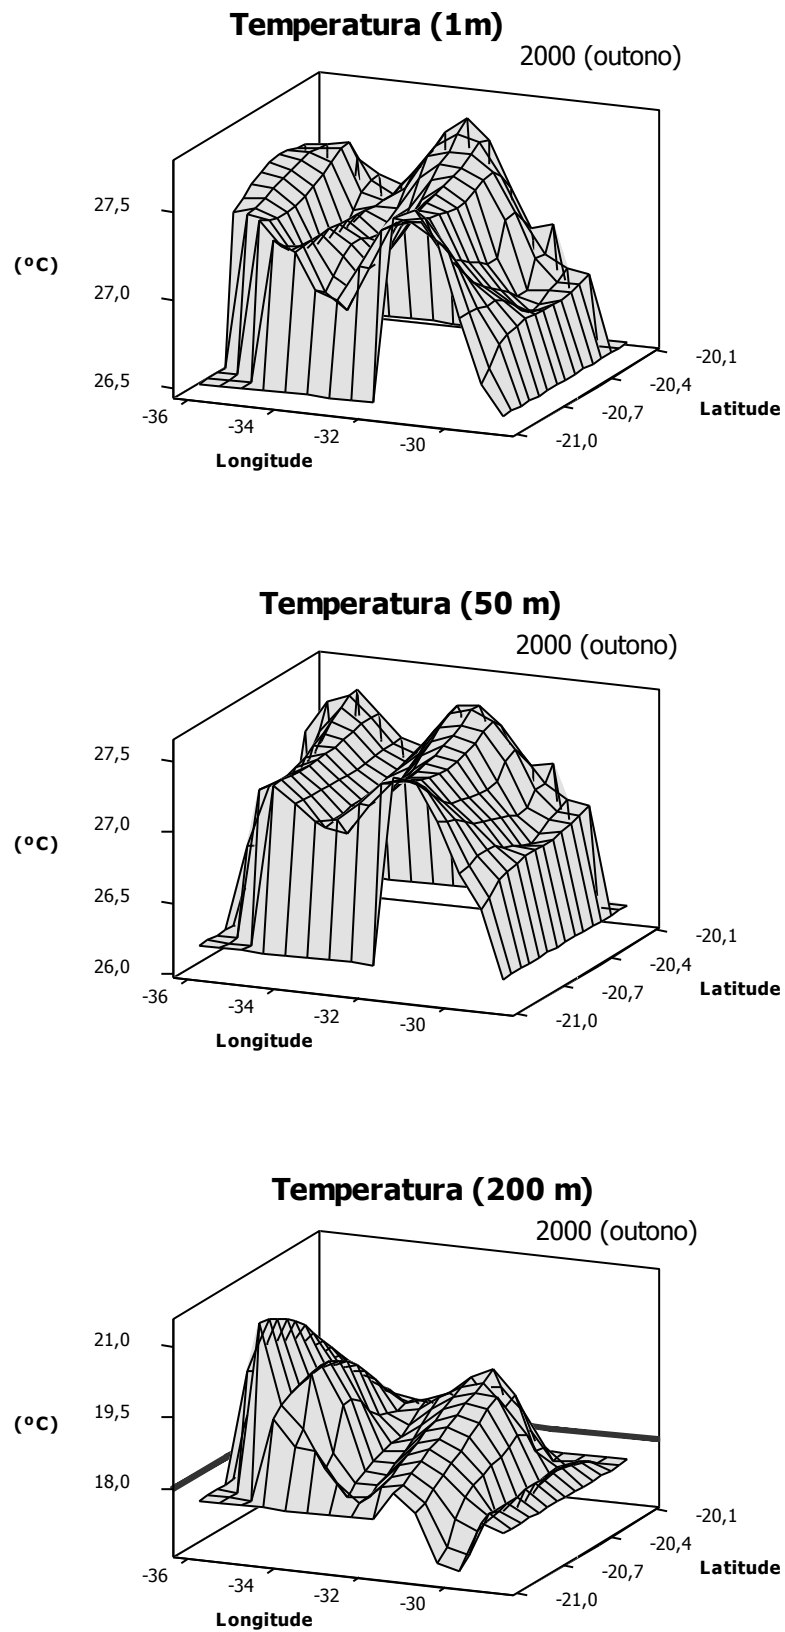 Temperatura (1m)
2000 (outono)
27,5
(ºC)
27,0
26,5
-36
-34
-32
-30
-21,0
-20,7
-20,4
-20,1
Latitude
Longitude
Temperatura (50 m)
2000 (outono)
27,5
27,0
(ºC)
26,5
26,0
-36
-34
-32
-30
-21,0
-20,7
-20,4
-20,1
Latitude
Longitude
Temperatura (200 m)
2000 (outono)
21,0
19,5
(ºC)
18,0
-36
-34
-32
-30
-21,0
-20,7
-20,4
-20,1
Latitude
Longitude